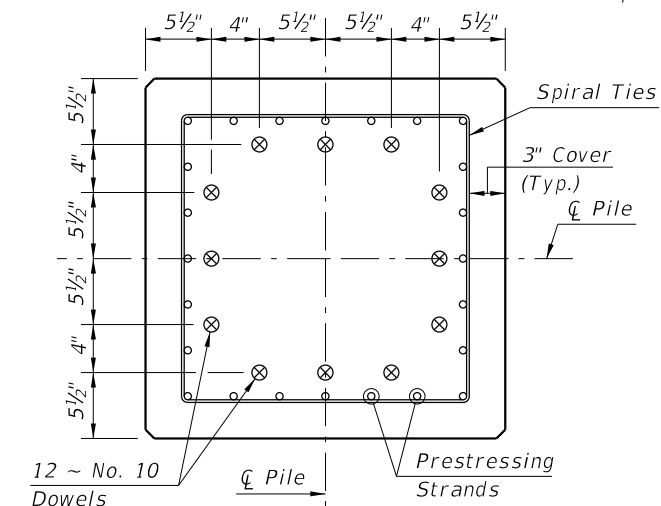 5½" 4" 5½" 5½" 4" 5½"
Spiral Ties
5½"
3" Cover
(Typ.)
4"
℄ Pile
5½"
5½"
4"
5½"
12 ~ No. 10
Dowels
℄ Pile
Prestressing
Strands